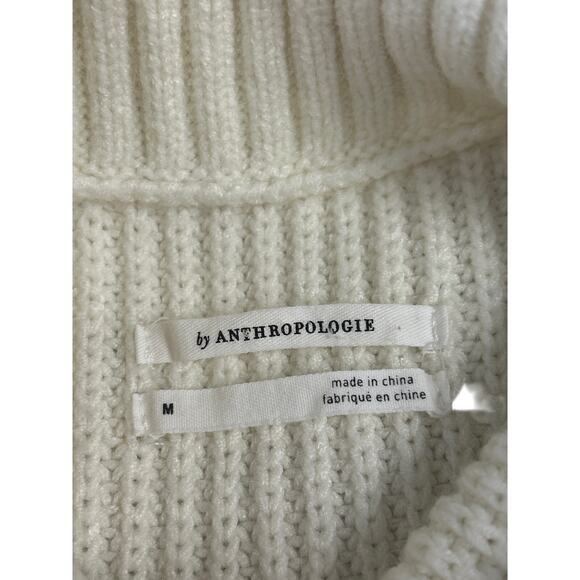 by ANTHROPOLOGIE
M
made in china
fabriqué en chine